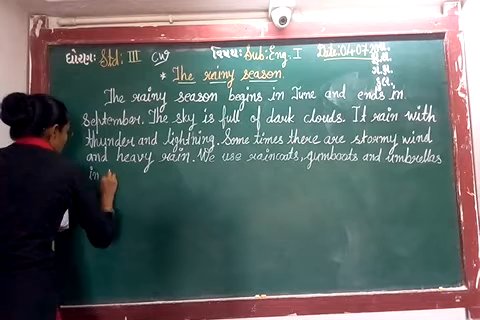 ધોરણ: Std: III CW વિષય: Sub: Eng. I Date: 04-07
* The rainy season.
The rainy season begins in June and ends in
September. The sky is full of dark clouds. It rain with
thunder and lightning. Some times there are stormy wind
and heavy rain. We use raincoats, gumboots and umbrellas
in